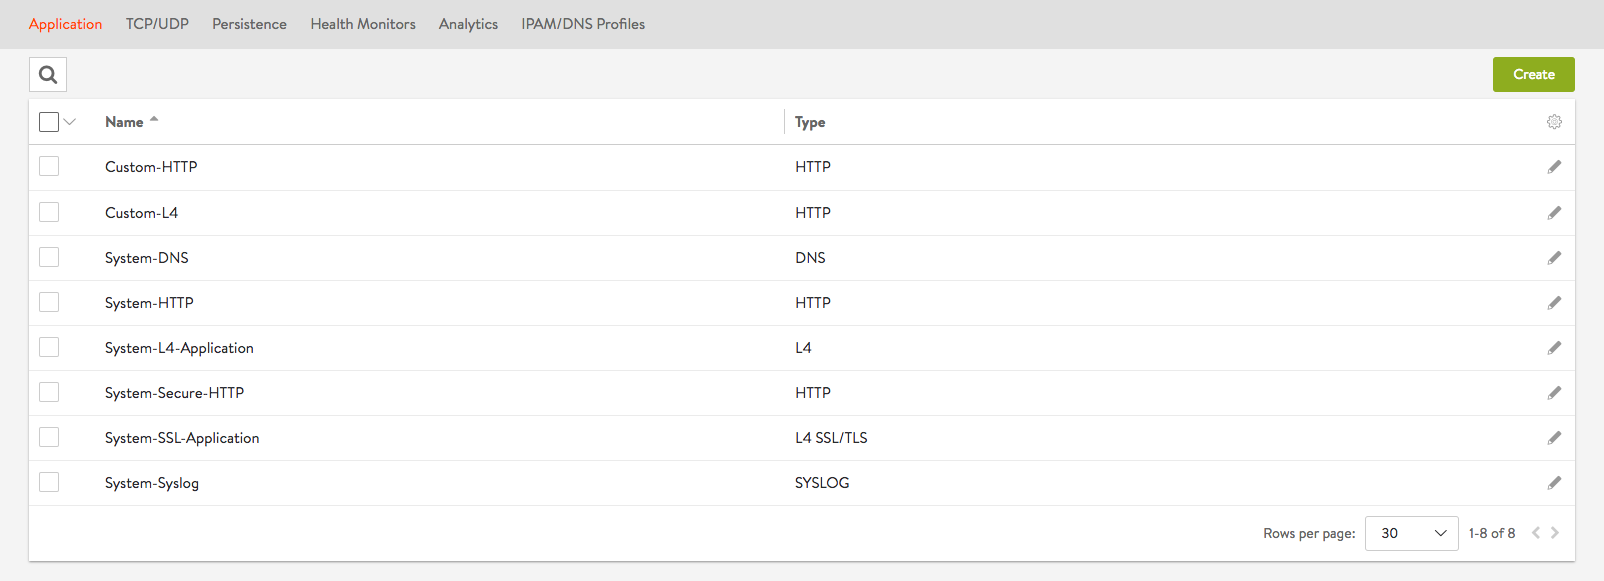 Application TCP/UDP Persistence Health Monitors Analytics IPAM/DNS Profiles
Create
Name Type
Custom-HTTP HTTP
Custom-L4 HTTP
System-DNS DNS
System-HTTP HTTP
System-L4-Application L4
System-Secure-HTTP HTTP
System-SSL-Application L4 SSL/TLS
System-Syslog SYSLOG
Rows per page: 30 1-8 of 8